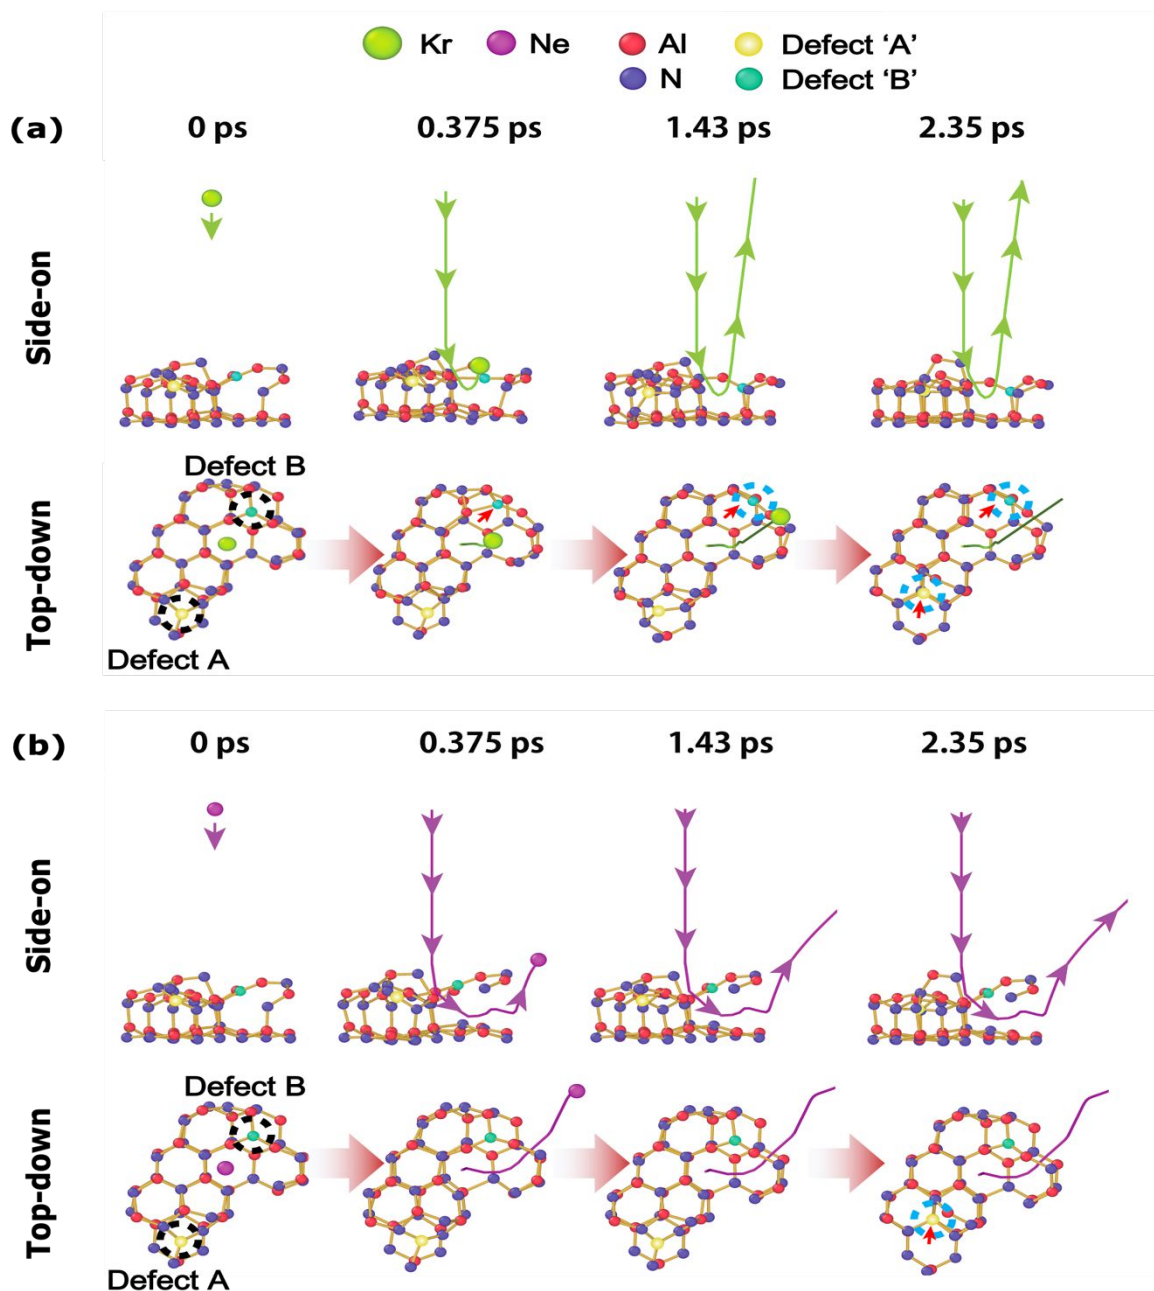 Kr Ne Al Defect ‘A’
N Defect ‘B’
(a) 0 ps 0.375 ps 1.43 ps 2.35 ps
Side-on
Defect B
Top-down
Defect A
(b) 0 ps 0.375 ps 1.43 ps 2.35 ps
Side-on
Defect B
Top-down
Defect A